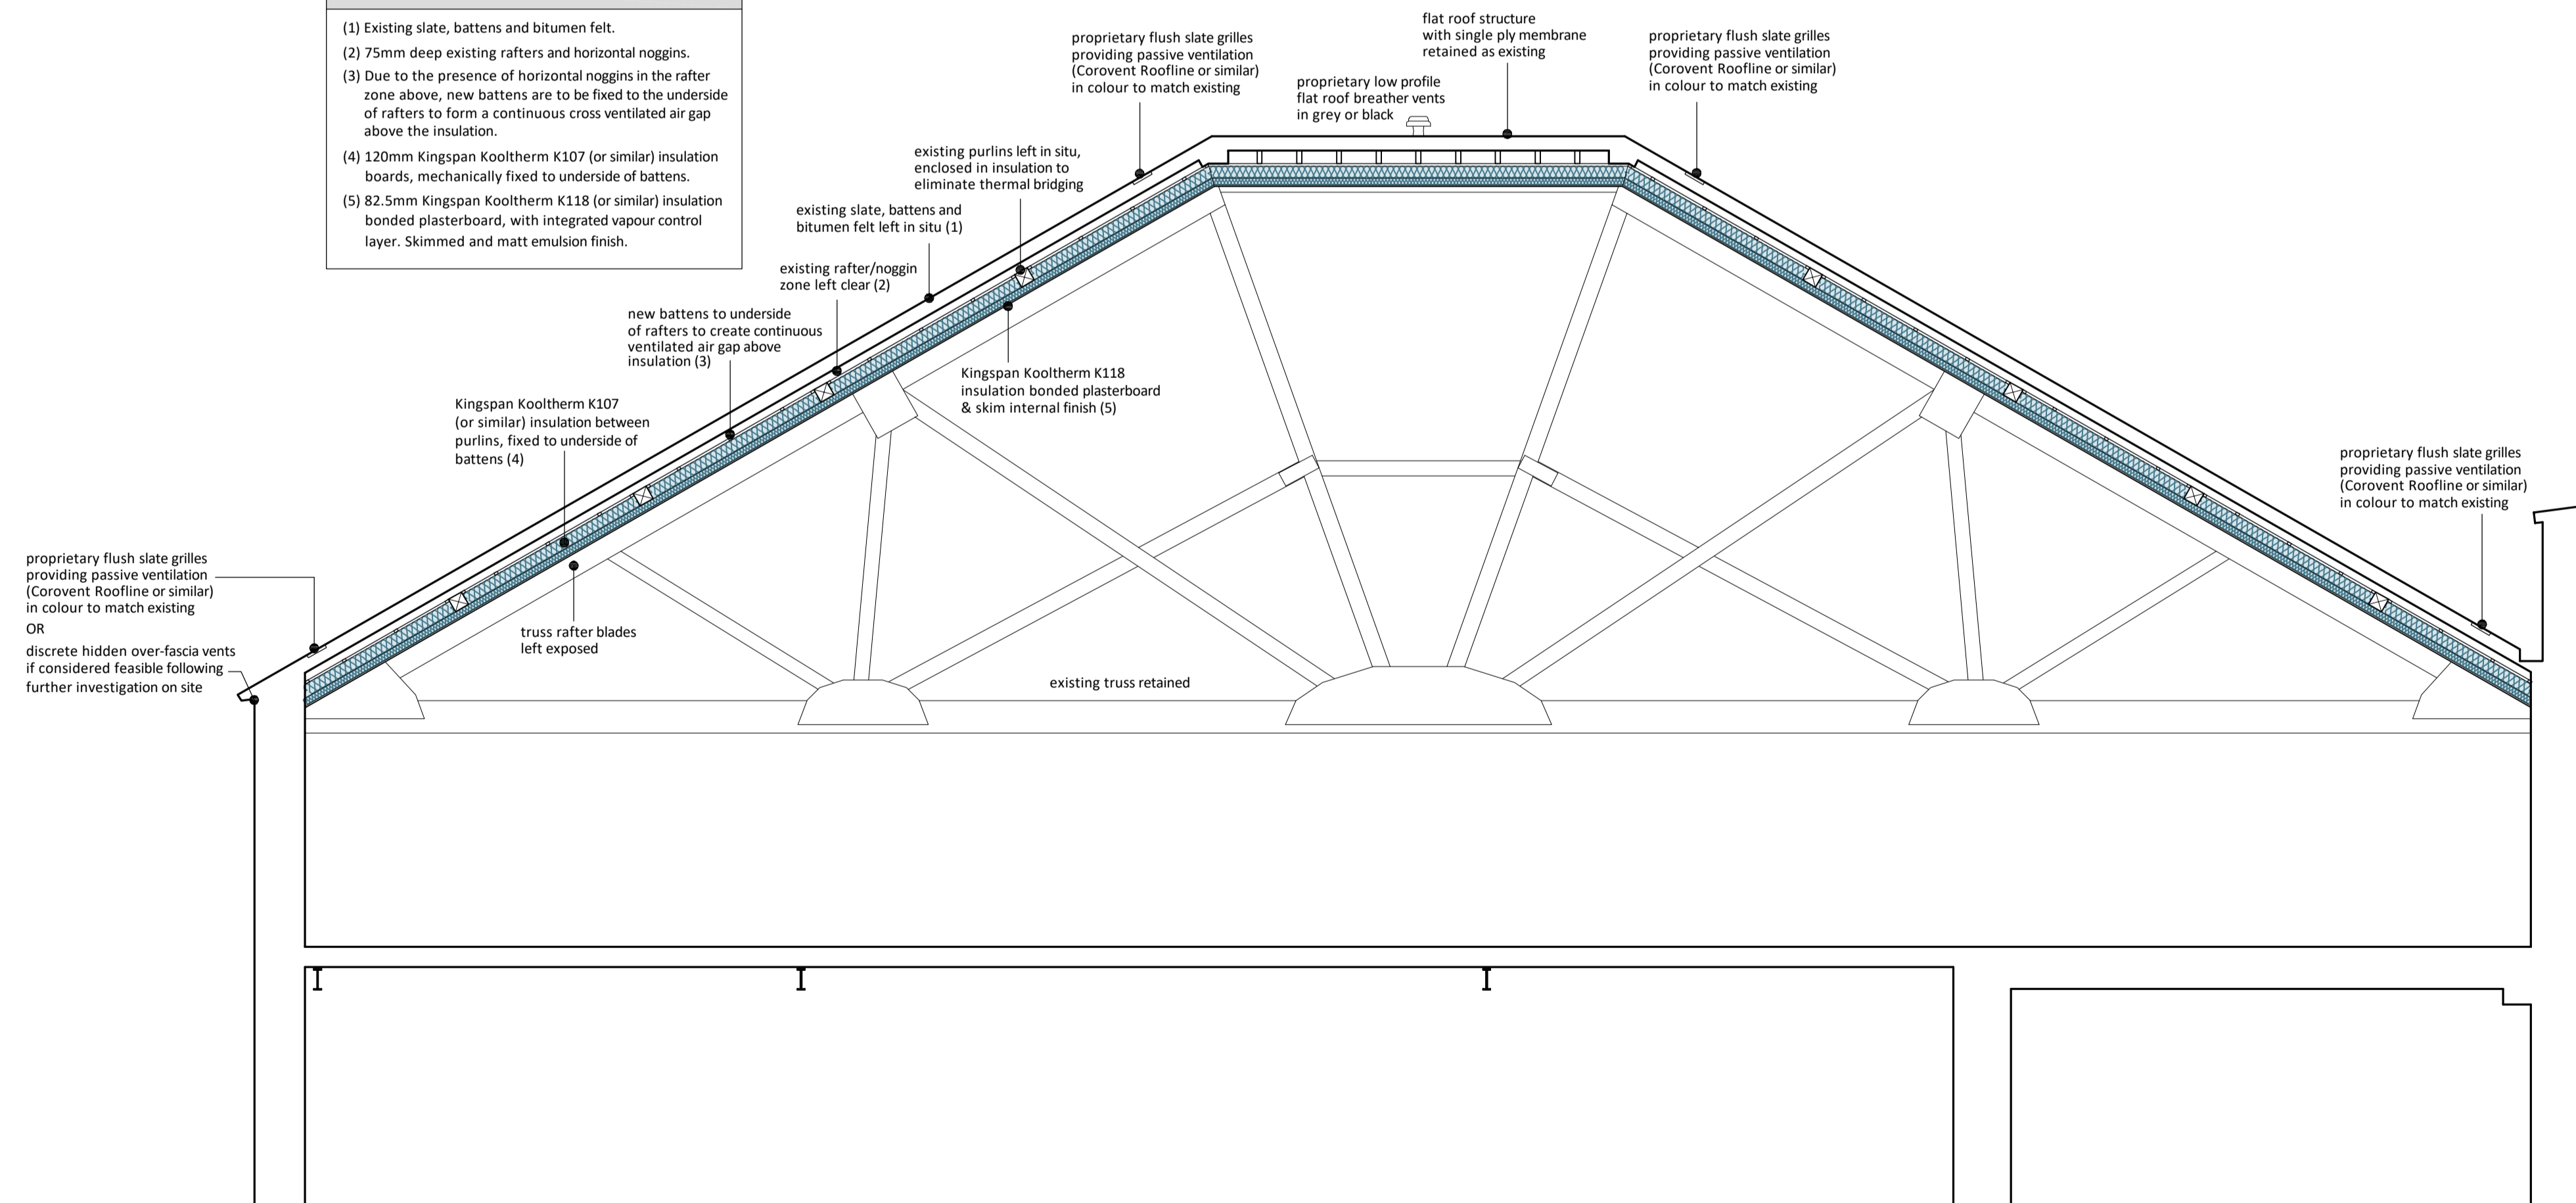 (1) Existing slate, battens and bitumen felt.
(2) 75mm deep existing rafters and horizontal noggins.
(3) Due to the presence of horizontal noggins in the rafter
zone above, new battens are to be fixed to the underside
of rafters to form a continuous cross ventilated air gap
above the insulation.
(4) 120mm Kingspan Kooltherm K107 (or similar) insulation
boards, mechanically fixed to underside of battens.
(5) 82.5mm Kingspan Kooltherm K118 (or similar) insulation
bonded plasterboard, with integrated vapour control
layer. Skimmed and matt emulsion finish.
proprietary flush slate grilles
providing passive ventilation
(Corovent Roofline or similar)
in colour to match existing
flat roof structure
with single ply membrane
retained as existing
proprietary flush slate grilles
providing passive ventilation
(Corovent Roofline or similar)
in colour to match existing
proprietary low profile
flat roof breather vents
in grey or black
existing purlins left in situ,
enclosed in insulation to
eliminate thermal bridging
existing slate, battens and
bitumen felt left in situ (1)
existing rafter/noggin
zone left clear (2)
new battens to underside
of rafters to create continuous
ventilated air gap above
insulation (3)
Kingspan Kooltherm K118
insulation bonded plasterboard
& skim internal finish (5)
Kingspan Kooltherm K107
(or similar) insulation between
purlins, fixed to underside of
battens (4)
proprietary flush slate grilles
providing passive ventilation
(Corovent Roofline or similar)
in colour to match existing
proprietary flush slate grilles
providing passive ventilation
(Corovent Roofline or similar)
in colour to match existing
OR
discrete hidden over-fascia vents
if considered feasible following
further investigation on site
truss rafter blades
left exposed
existing truss retained